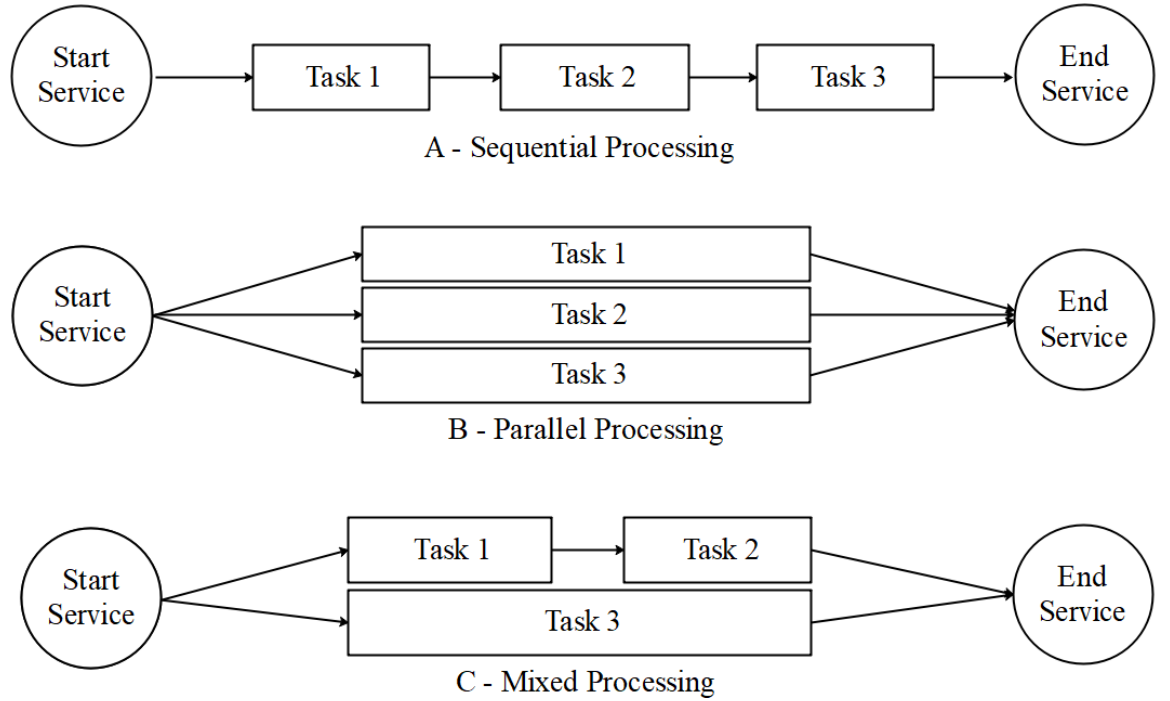 Start
Service
Task 1
Task 2
Task 3
End
Service
A - Sequential Processing
Start
Service
Task 1
Task 2
Task 3
End
Service
B - Parallel Processing
Start
Service
Task 1
Task 2
Task 3
End
Service
C - Mixed Processing